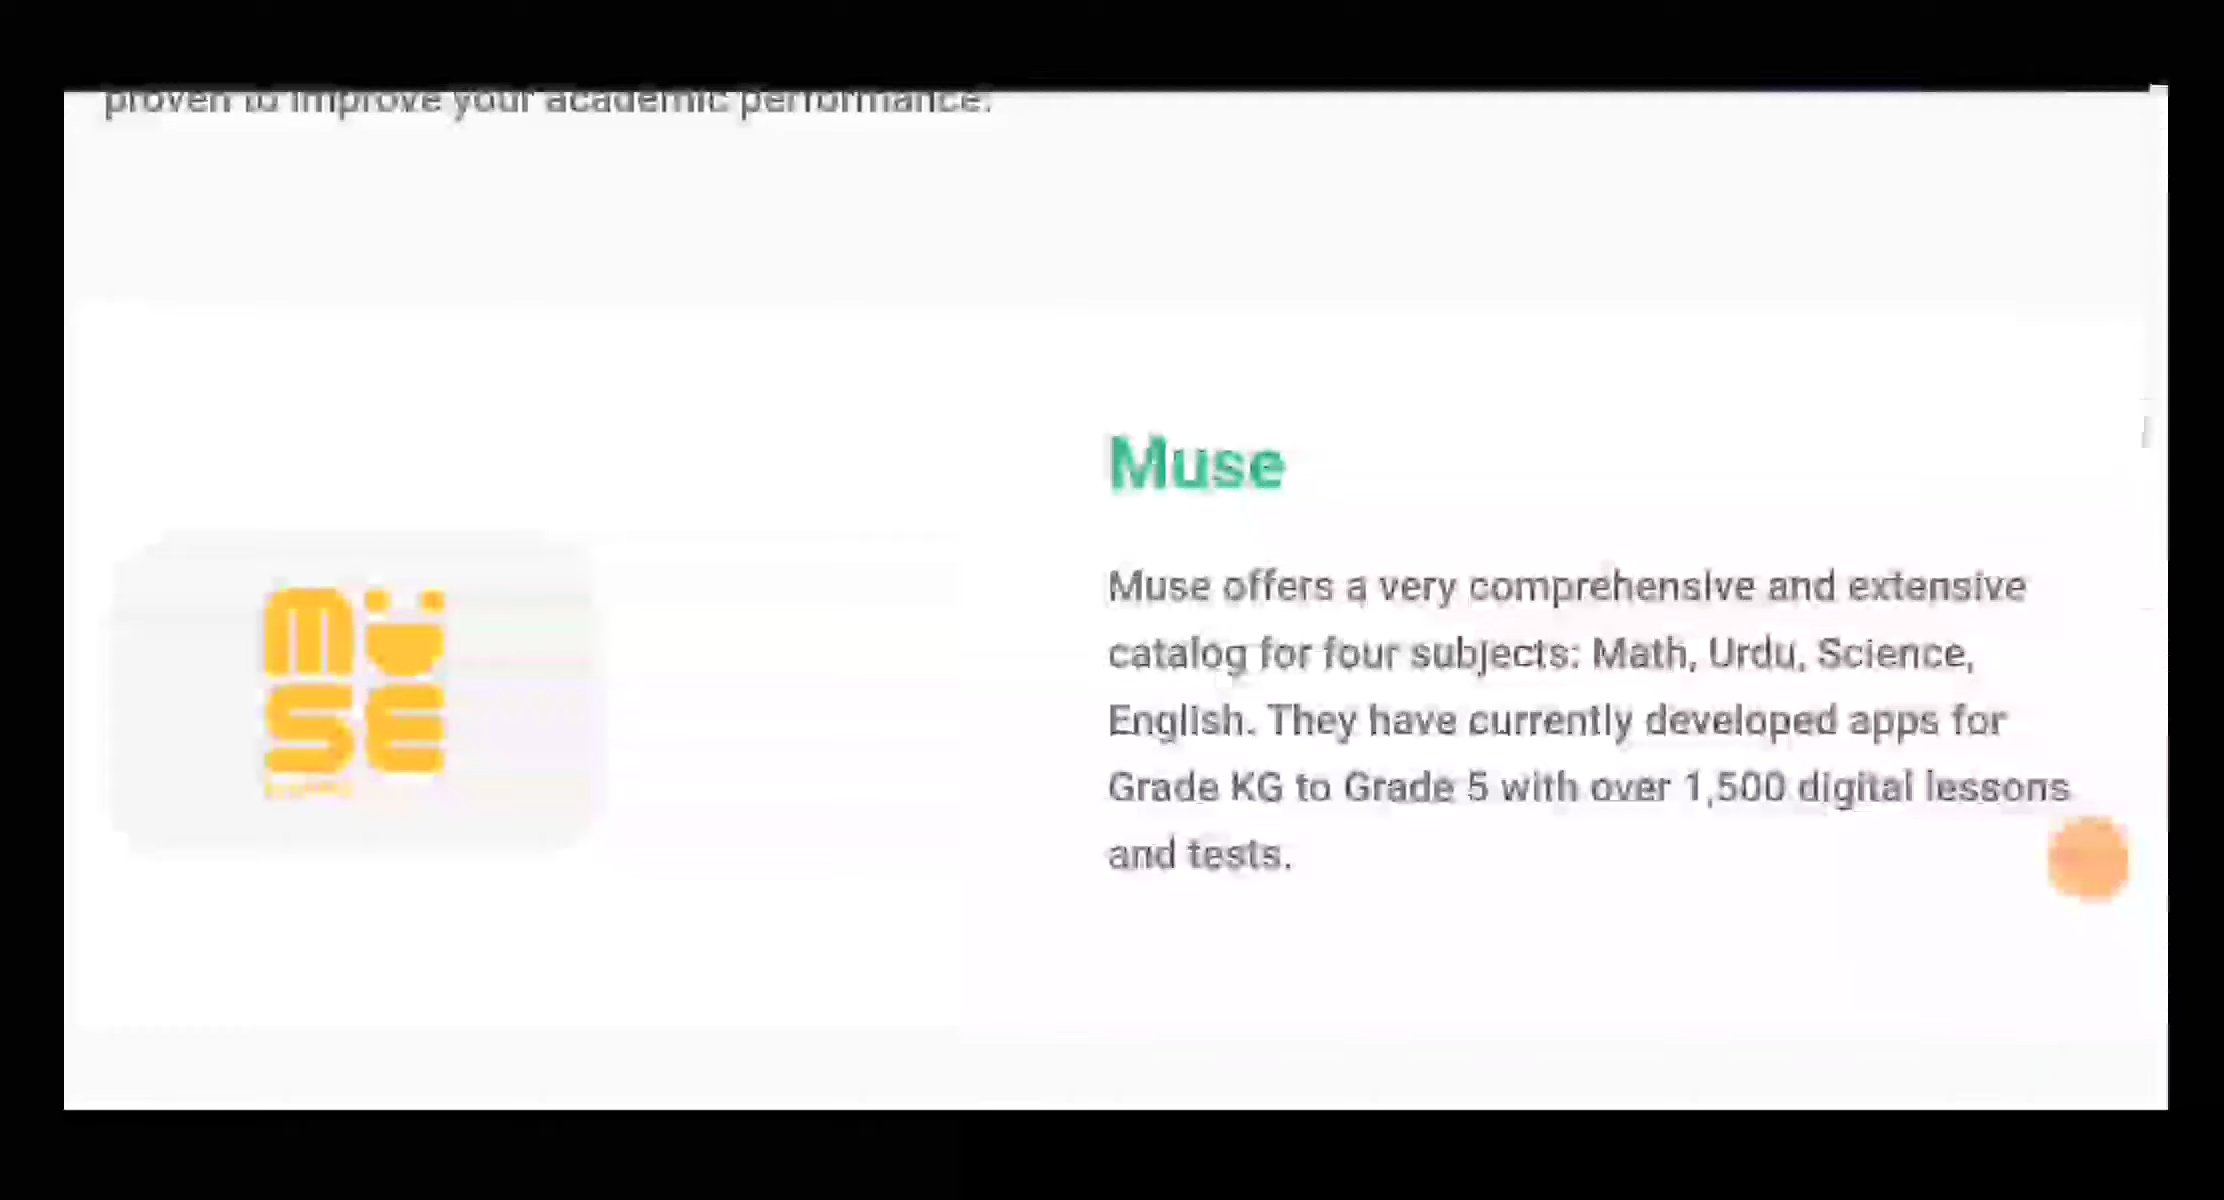 proven to improve your academic performance.
Muse
MUSE
Muse offers a very comprehensive and extensive
catalog for four subjects: Math, Urdu, Science,
English. They have currently developed apps for
Grade KG to Grade 5 with over 1,500 digital lessons
and tests.